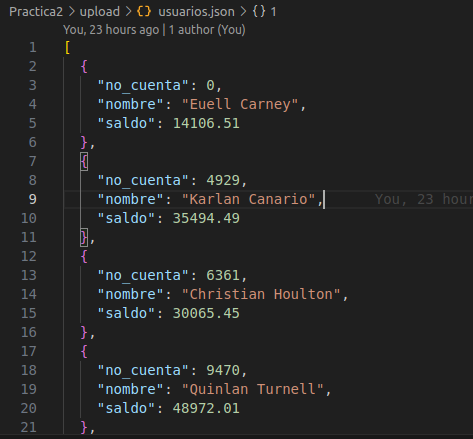 Practica2 > upload > {} usuarios.json > {} 1
You, 23 hours ago | 1 author (You)
1 [
2 {
3 "no_cuenta": 0,
4 "nombre": "Euell Carney",
5 "saldo": 14106.51
6 },
7 {
8 "no_cuenta": 4929,
9 "nombre": "Karlan Canario", You, 23 hour
10 "saldo": 35494.49
11 },
12 {
13 "no_cuenta": 6361,
14 "nombre": "Christian Houlton",
15 "saldo": 30065.45
16 },
17 {
18 "no_cuenta": 9470,
19 "nombre": "Quinlan Turnell",
20 "saldo": 48972.01
21 },